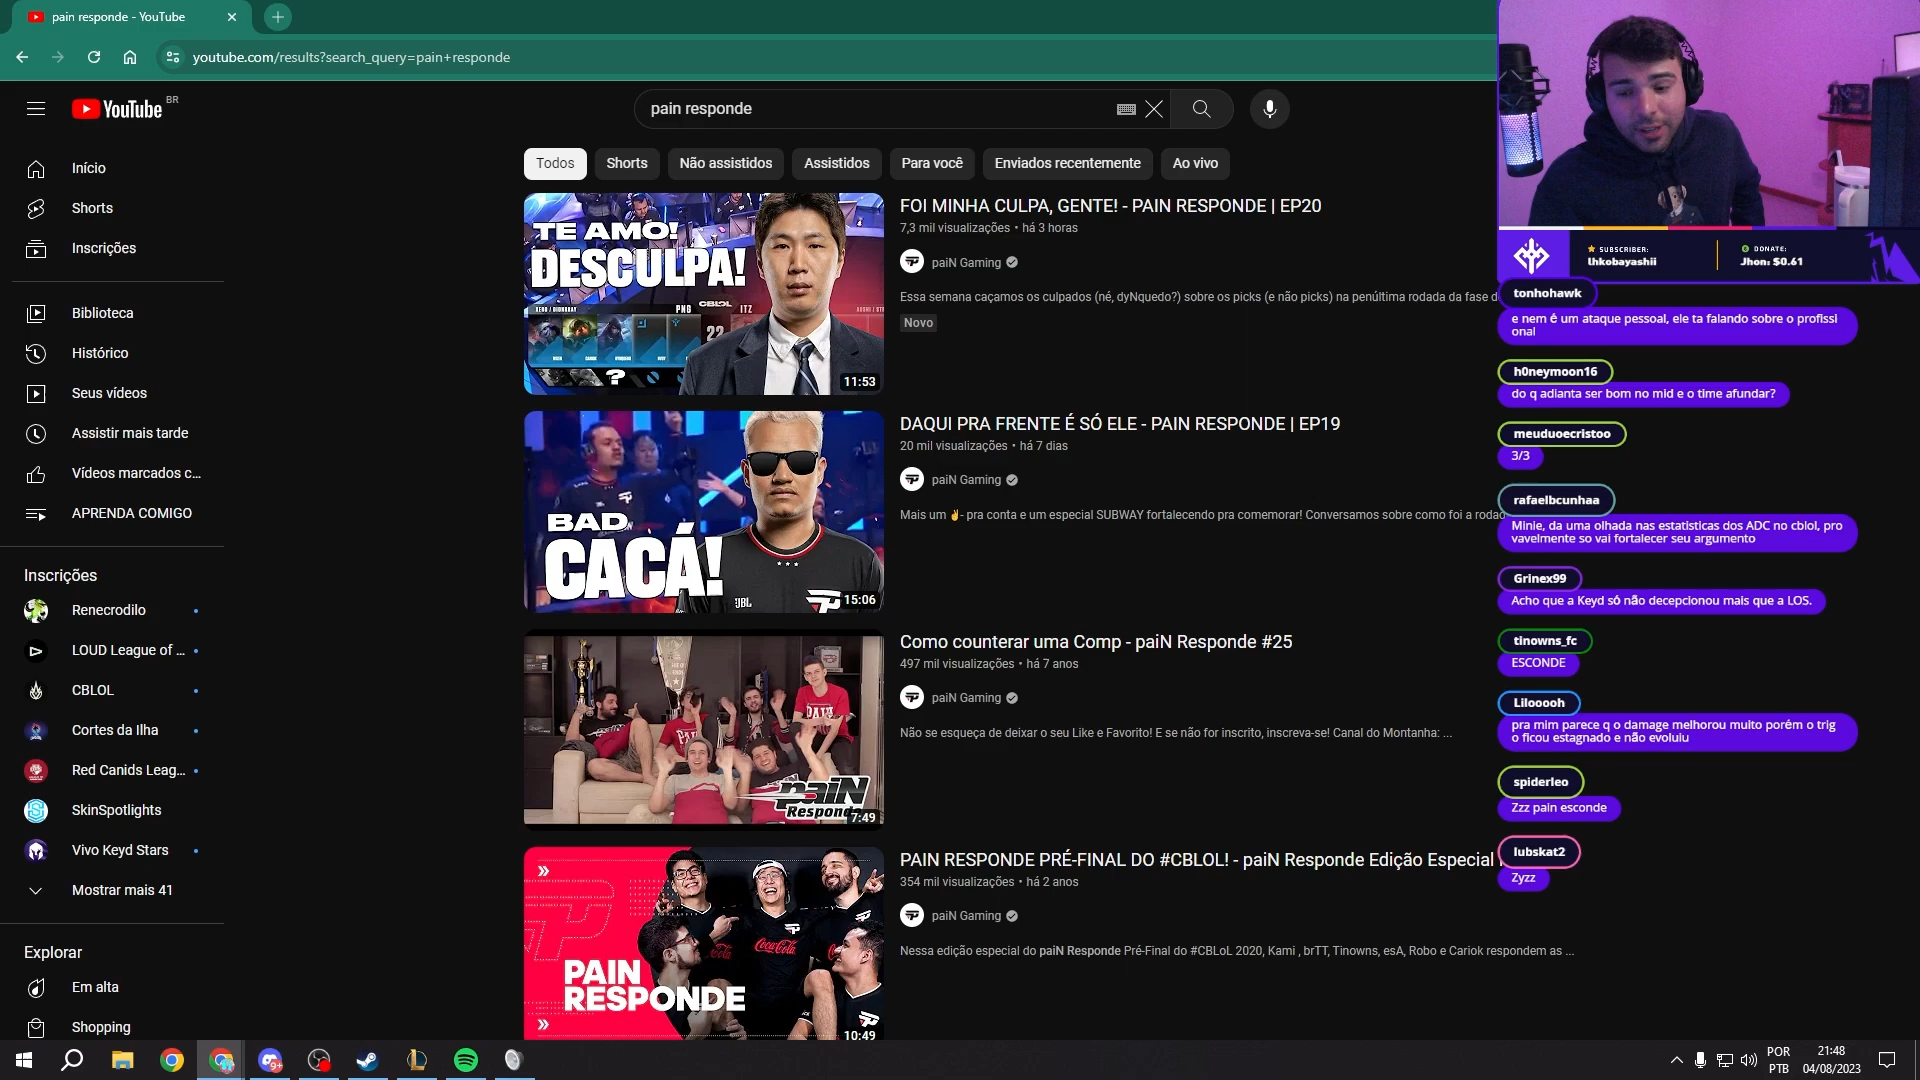 pain responde - YouTube
youtube.com/results?search_query=pain+responde
YouTube BR
pain responde
Início
Shorts
Inscrições
Biblioteca
Histórico
Seus vídeos
Assistir mais tarde
Vídeos marcados c...
APRENDA COMIGO
Inscrições
Renecrodilo
LOUD League of ...
CBLOL
Cortes da Ilha
Red Canids Leag...
SkinSpotlights
Vivo Keyd Stars
Mostrar mais 41
Explorar
Em alta
Shopping
Todos
Shorts
Não assistidos
Assistidos
Para você
Enviados recentemente
Ao vivo
TE AMO!
DESCULPA!
CBLOL
PNG
ITZ
22
?
11:53
FOI MINHA CULPA, GENTE! - PAIN RESPONDE | EP20
7,3 mil visualizações • há 3 horas
paiN Gaming
Essa semana caçamos os culpados (né, dyNquedo?) sobre os picks (e não picks) na penúltima rodada da fase d
Novo
BAD
CACÁ!
JBL
15:06
DAQUI PRA FRENTE É SÓ ELE - PAIN RESPONDE | EP19
20 mil visualizações • há 7 dias
paiN Gaming
Mais um ✌- pra conta e um especial SUBWAY fortalecendo pra comemorar! Conversamos sobre como foi a rodad
paiN
Responde
7:49
Como counterar uma Comp - paiN Responde #25
497 mil visualizações • há 7 anos
paiN Gaming
Não se esqueça de deixar o seu Like e Favorito! E se não for inscrito, inscreva-se! Canal do Montanha: ...
Coca-Cola
PAIN
RESPONDE
10:49
PAIN RESPONDE PRÉ-FINAL DO #CBLOL! - paiN Responde Edição Especial
354 mil visualizações • há 2 anos
paiN Gaming
Nessa edição especial do paiN Responde Pré-Final do #CBLoL 2020, Kami , brTT, Tinowns, esA, Robo e Cariok respondem as ...
SUBSCRIBER:
lhkobayashii
DONATE:
Jhon: $0.61
tonhohawk
e nem é um ataque pessoal, ele ta falando sobre o profissi
onal
h0neymoon16
do q adianta ser bom no mid e o time afundar?
meuduoecristoo
3/3
rafaelbcunhaa
Minie, da uma olhada nas estatisticas dos ADC no cblol, pro
vavelmente so vai fortalecer seu argumento
Grinex99
Acho que a Keyd só não decepcionou mais que a LOS.
tinowns_fc
ESCONDE
Lilooooh
pra mim parece q o damage melhorou muito porém o trig
o ficou estagnado e não evoluiu
spiderleo
Zzz pain esconde
lubskat2
Zyzz
9+
POR
PTB
21:48
04/08/2023